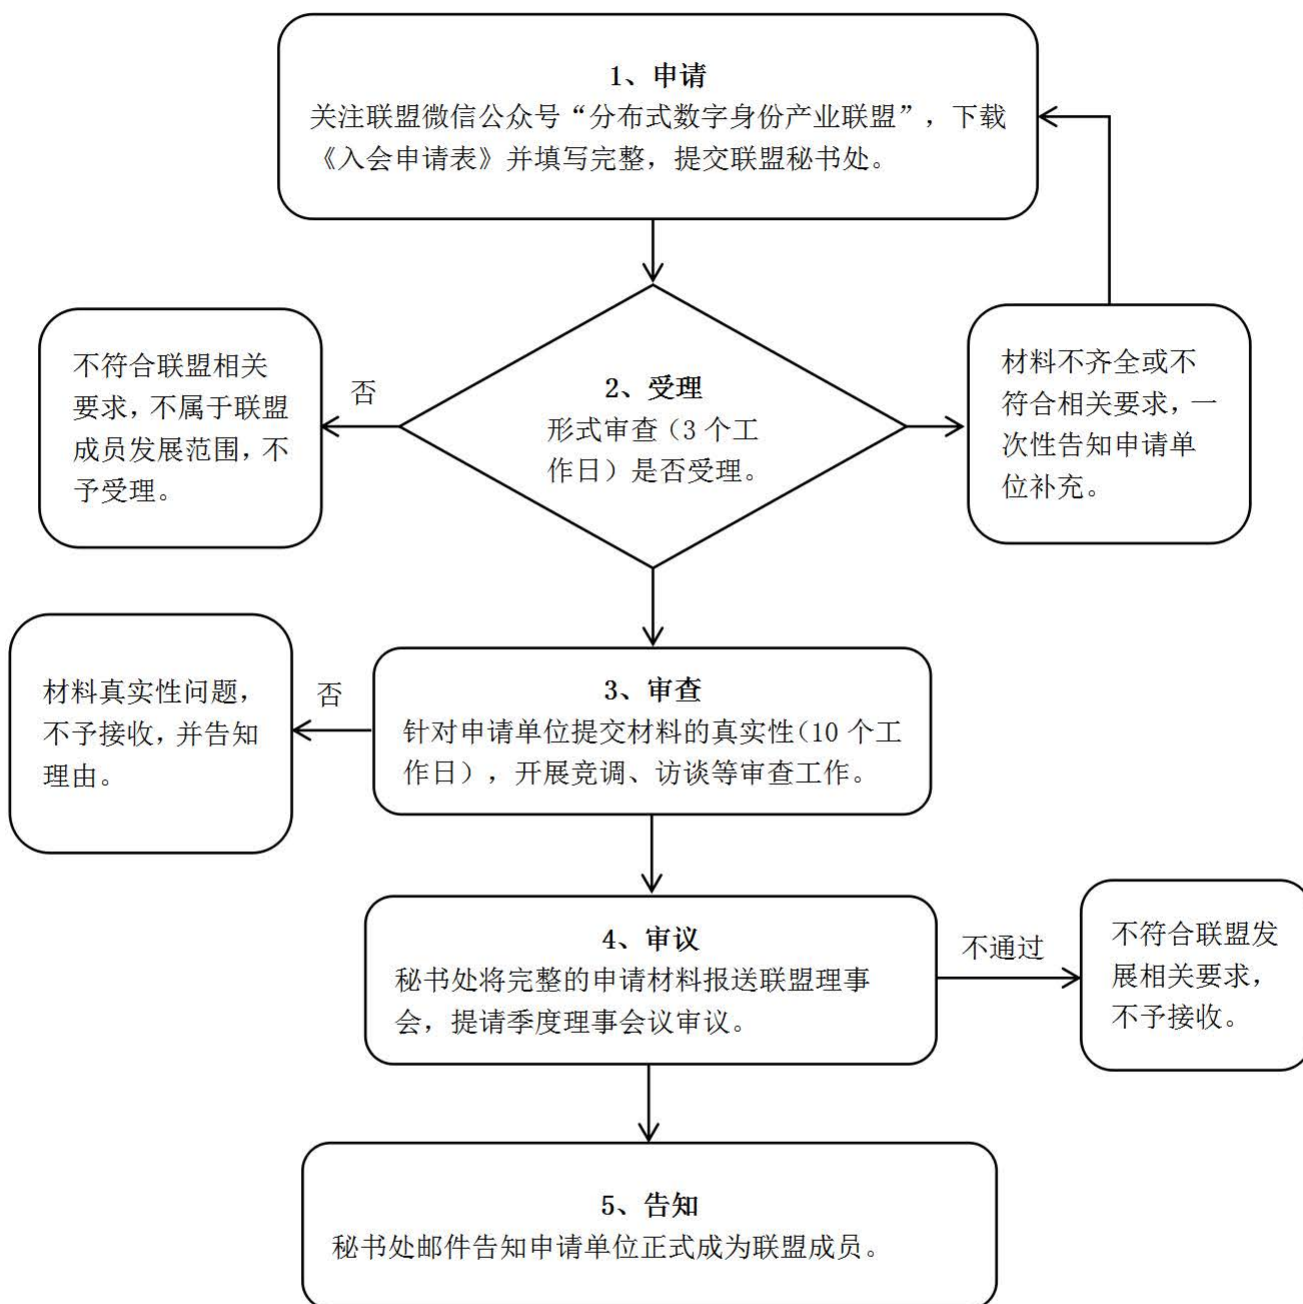 1、申请
关注联盟微信公众号“分布式数字身份产业联盟”，下载
《入会申请表》并填写完整，提交联盟秘书处。
不符合联盟相关
要求，不属于联盟
成员发展范围，不
予受理。
否
2、受理
形式审查（3 个工
作日）是否受理。
材料不齐全或不
符合相关要求，一
次性告知申请单
位补充。
材料真实性问题，
不予接收，并告知
理由。
否
3、审查
针对申请单位提交材料的真实性（10 个工
作日），开展竞调、访谈等审查工作。
4、审议
秘书处将完整的申请材料报送联盟理事
会，提请季度理事会议审议。
不通过
不符合联盟发
展相关要求，
不予接收。
5、告知
秘书处邮件告知申请单位正式成为联盟成员。